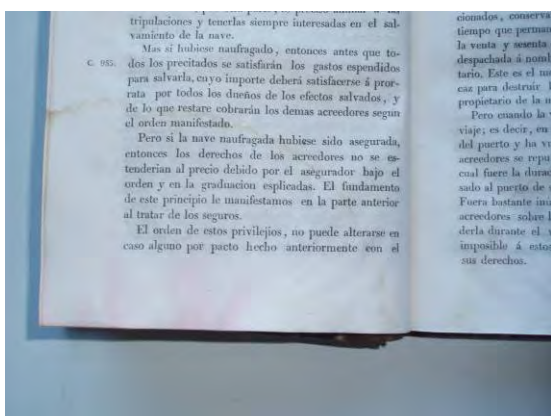 tripulaciones y tenerlas siempre interesadas en el sal-
vamiento de la nave.
Mas si hubiese naufragado, entonces antes que to-
C. 985. dos los precitados se satisfarán los gastos espendidos
para salvarla, cuyo importe deberá satisfacerse á pror-
rata por todos los dueños de los efectos salvados, y
de lo que restare cobrarán los demas acreedores segun
el orden manifestado.
Pero si la nave naufragada hubiese sido asegurada,
entonces los derechos de los acreedores no se es-
tenderian al precio debido por el asegurador bajo el
orden y en la graduacion esplicadas. El fundamento
de este principio le manifestamos en la parte anterior
al tratar de los seguros.
El orden de estos privilejios, no puede alterarse en
caso alguno por pacto hecho anteriormente con el
cionados, conserva
tiempo que perman
la venta y sesenta
despachada á nomb
tario. Este es el
caz para destruir
propietario de la n
Pero cuando la
viaje; es decir, en
del puerto y ha
acreedores se repu
cual fuere la durac
sado al puerto de
Fuera bastante
acreedores sobre
derla durante el
imposible á estos
sus derechos.